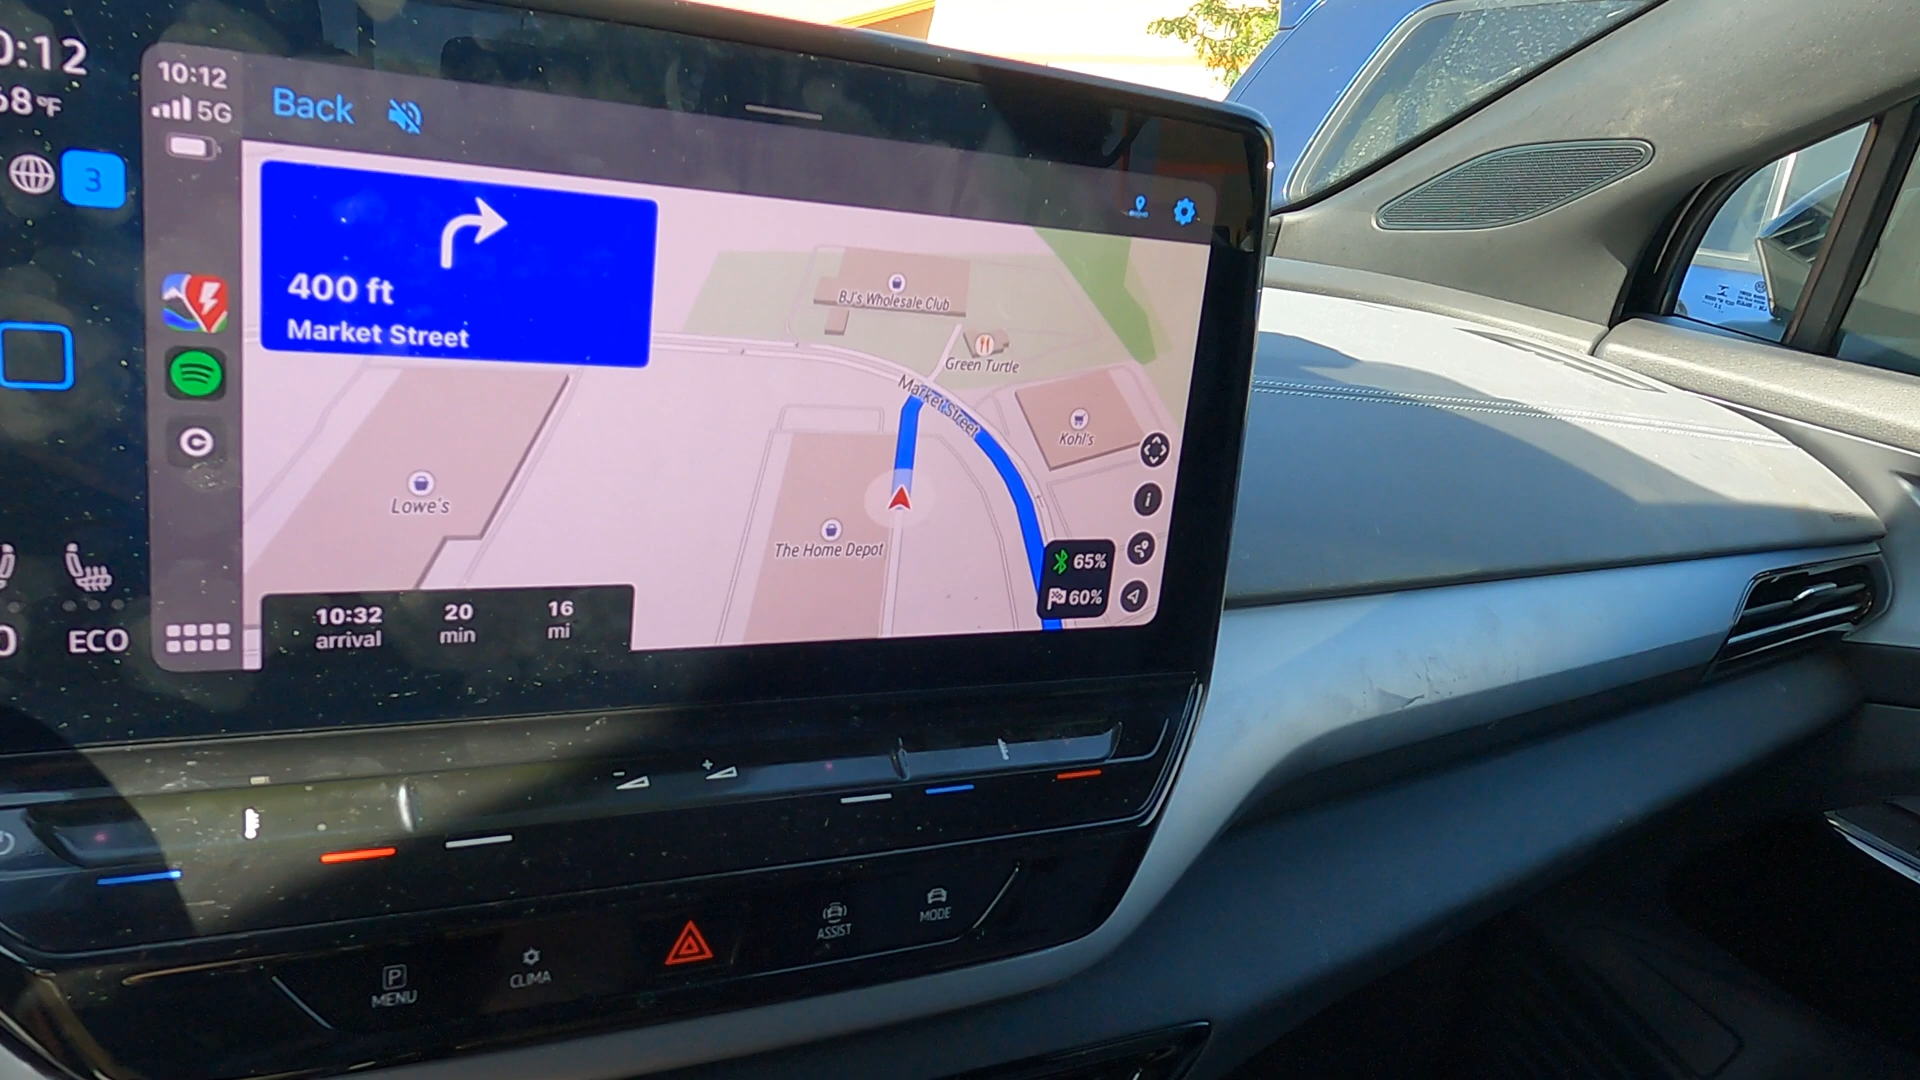 0:12
68°F
3
10:12
5G
Back
400 ft
Market Street
BJ's Wholesale Club
Green Turtle
Market Street
Kohl's
Lowe's
The Home Depot
i
65%
60%
10:32
arrival
20
min
16
mi
ECO
- +
P
MENU
CLIMA
ASSIST
MODE